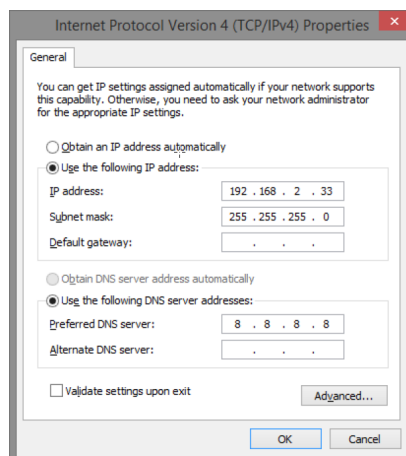 Internet Protocol Version 4 (TCP/IPv4) Properties
General
You can get IP settings assigned automatically if your network supports
this capability. Otherwise, you need to ask your network administrator
for the appropriate IP settings.
Obtain an IP address automatically
Use the following IP address:
IP address: 192 . 168 . 2 . 33
Subnet mask: 255 . 255 . 255 . 0
Default gateway: . . .
Obtain DNS server address automatically
Use the following DNS server addresses:
Preferred DNS server: 8 . 8 . 8 . 8
Alternate DNS server: . . .
Validate settings upon exit
Advanced...
OK Cancel